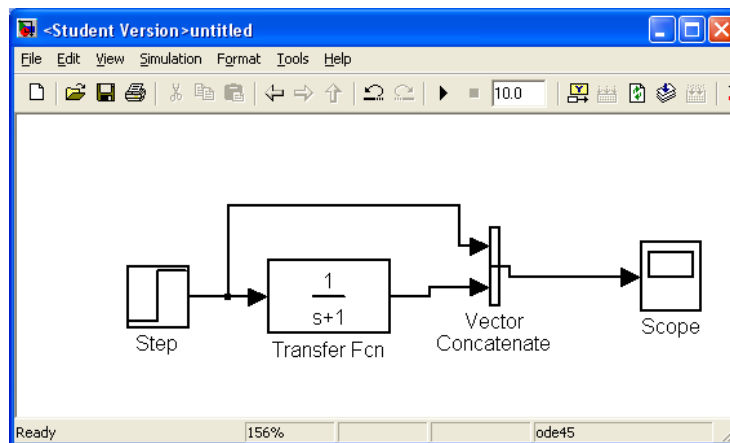 <Student Version>untitled
File Edit View Simulation Format Tools Help
10.0
Y
1
s+1
Step
Transfer Fcn
Vector
Concatenate
Scope
Ready 156% ode45